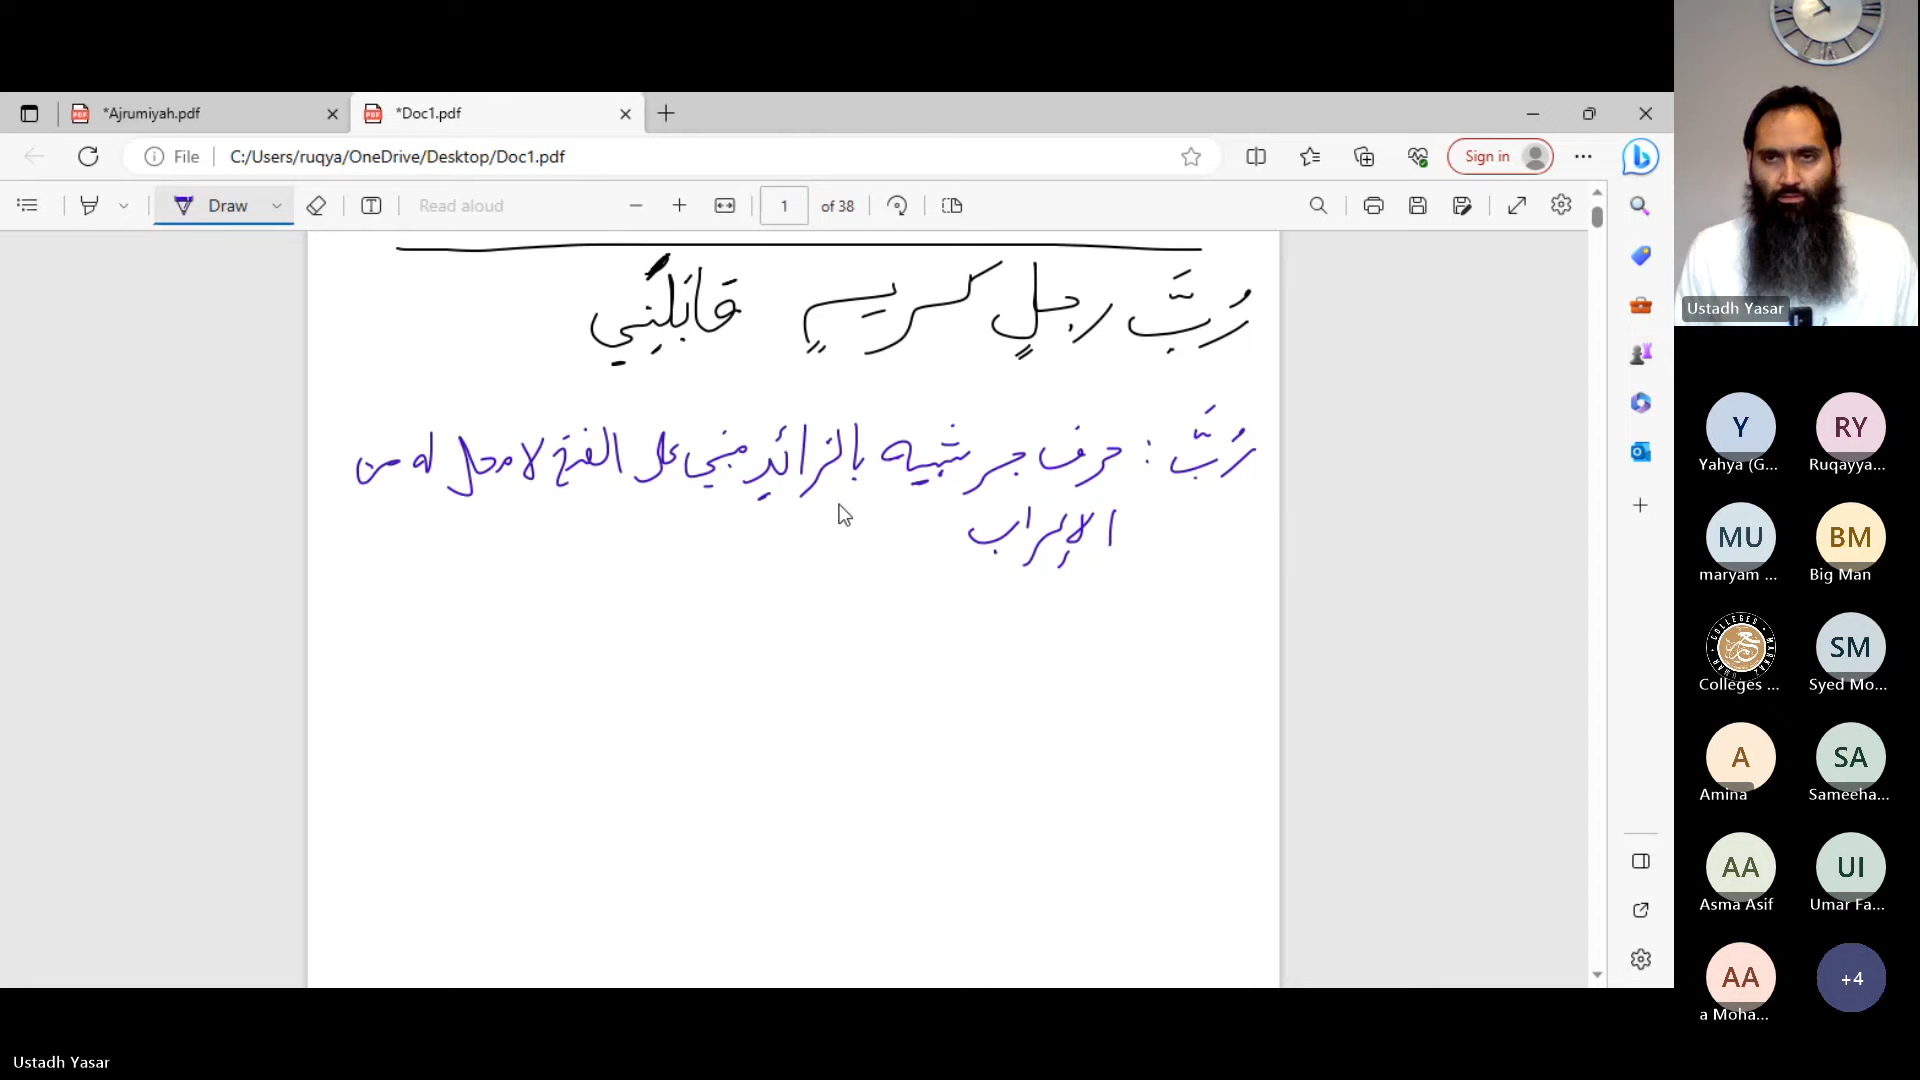 *Ajrumiyah.pdf
*Doc1.pdf
File
C:/Users/ruqya/OneDrive/Desktop/Doc1.pdf
Sign in
Draw
Read aloud
1 of 38
رُبَّ رجلٍ كريمٍ قابَلَنِي
رُبَّ : حرف جر شبيه بالزائدِ مبني على الفتح لا محل له من
الإعراب
Ustadh Yasar
Y
RY
Yahya (G...
Ruqayya...
MU
BM
maryam ...
Big Man
SM
Colleges ...
Syed Mo...
A
SA
Amina
Sameeha...
AA
UI
Asma Asif
Umar Fa...
AA
+4
a Moha...
Ustadh Yasar